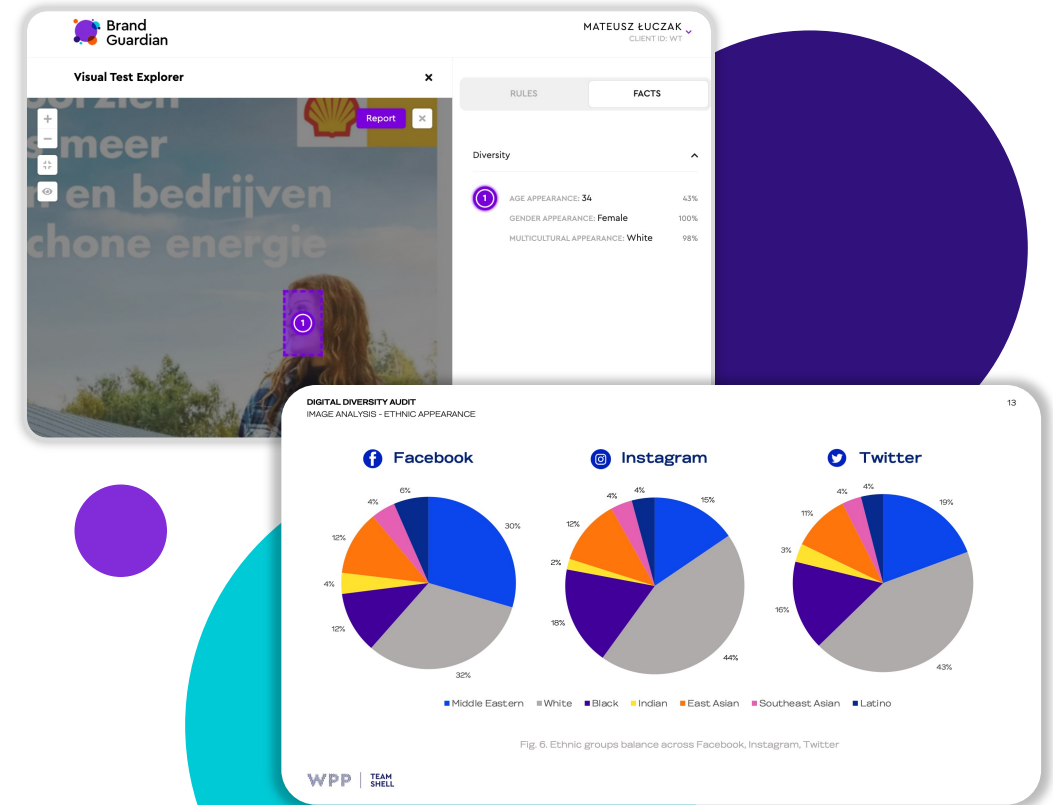 Brand
Guardian
MATEUSZ ŁUCZAK
CLIENT ID: WT
Visual Test Explorer
RULES
FACTS
Report
meer
en bedrijven
chone energie
Diversity
1
AGE APPEARANCE: 34
43%
GENDER APPEARANCE: Female
100%
MULTICULTURAL APPEARANCE: White
98%
1
DIGITAL DIVERSITY AUDIT
13
IMAGE ANALYSIS - ETHNIC APPEARANCE
Facebook
Instagram
Twitter
6%
4%
30%
12%
4%
12%
32%
4%
4%
15%
12%
2%
18%
44%
4%
4%
19%
11%
3%
16%
43%
Middle Eastern White Black Indian East Asian Southeast Asian Latino
Fig. 6. Ethnic groups balance across Facebook, Instagram, Twitter
WPP TEAM
SHELL